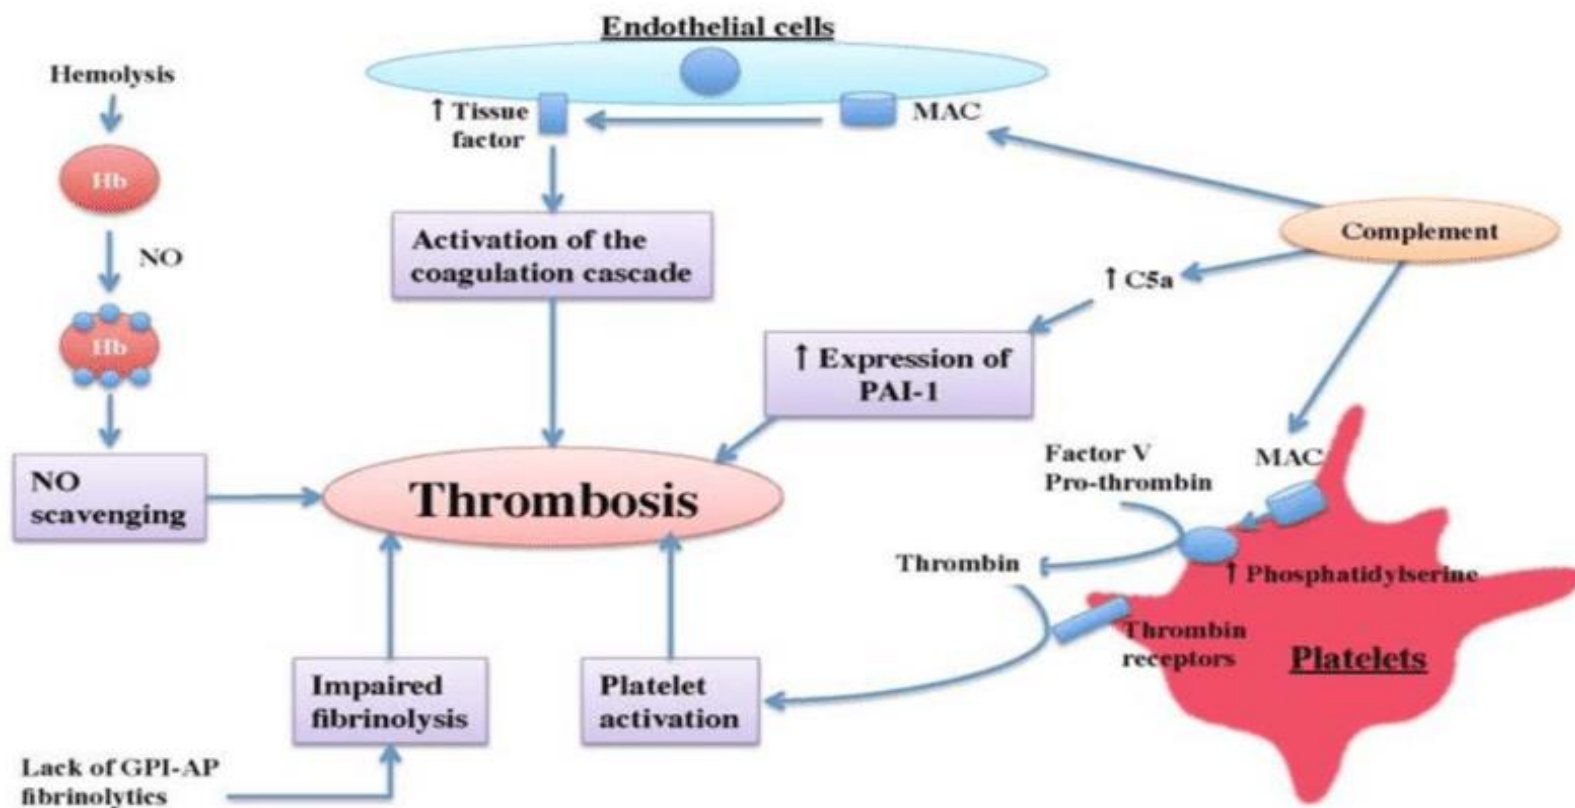 Endothelial cells
Hemolysis
↑ Tissue
factor
MAC
Hb
NO
Hb
NO
scavenging
Activation of the
coagulation cascade
Complement
↑ C5a
↑ Expression of
PAI-1
Thrombosis
Factor V
Pro-thrombin
MAC
Thrombin
↑ Phosphatidylserine
Thrombin
receptors
Platelets
Impaired
fibrinolysis
Platelet
activation
Lack of GPI-AP
fibrinolytics